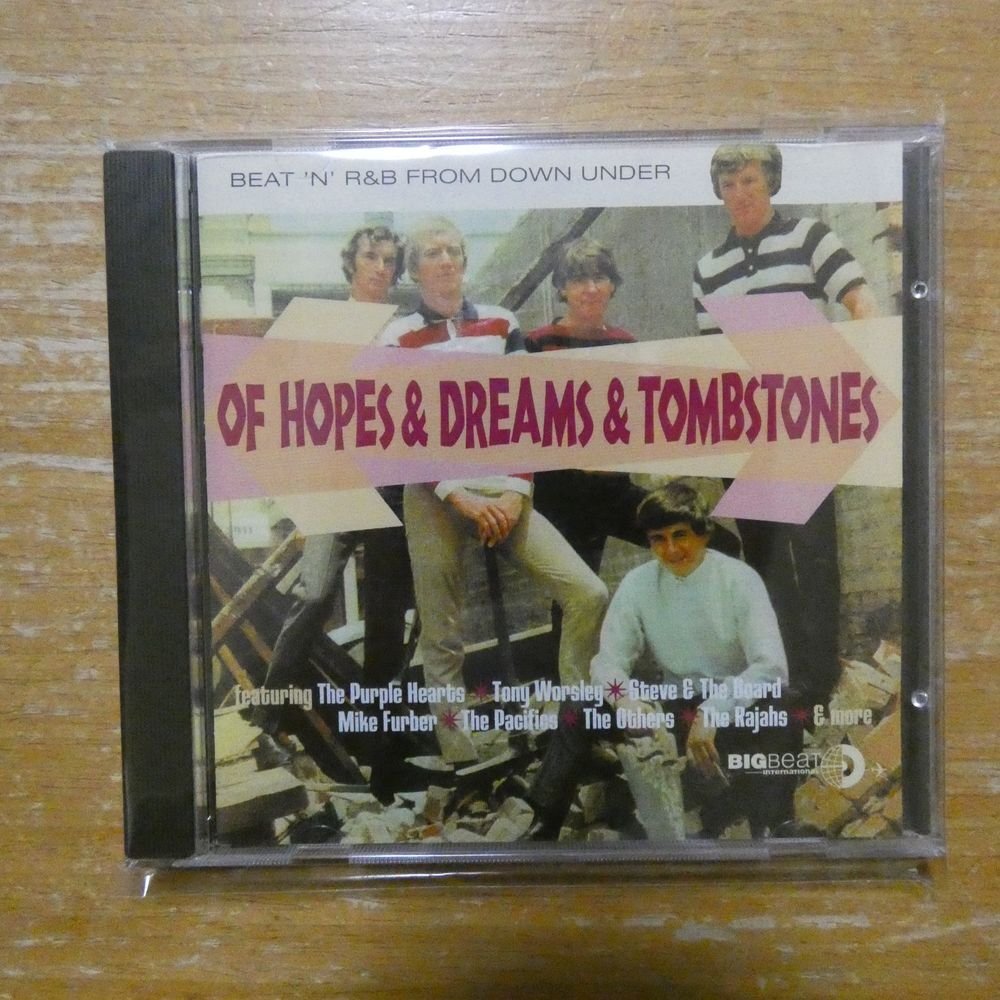 BEAT 'N' R&B FROM DOWN UNDER
OF HOPES & DREAMS & TOMBSTONES
featuring The Purple Hearts * Tony Worsley * Steve & The Board
Mike Furber * The Pacifics * The Others * The Rajahs * & more
BIGBeat
international